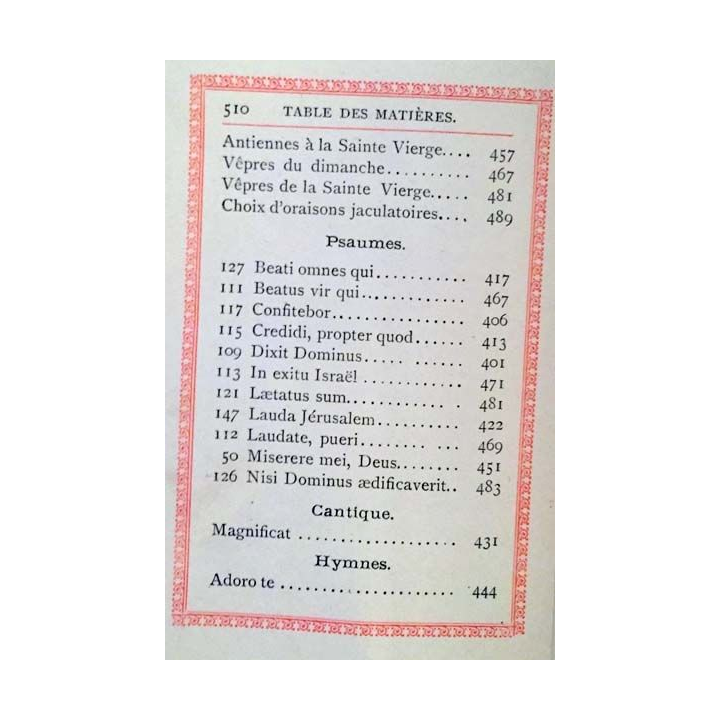 510 TABLE DES MATIÈRES.
Antiennes à la Sainte Vierge.... 457
Vêpres du dimanche.......... 467
Vêpres de la Sainte Vierge..... 481
Choix d'oraisons jaculatoires.... 489
Psaumes.
127 Beati omnes qui........... 417
111 Beatus vir qui............. 467
117 Confitebor................ 406
115 Credidi, propter quod...... 413
109 Dixit Dominus..... ...... 401
113 In exitu Israël ............ 471
121 Lætatus sum............ . 481
147 Lauda Jérusalem.......... 422
112 Laudate, pueri........ ... 469
50 Miserere mei, Deus........ 451
126 Nisi Dominus ædificaverit.. 483
Cantique.
Magnificat .................. 431
Hymnes.
Adoro te .................... 444